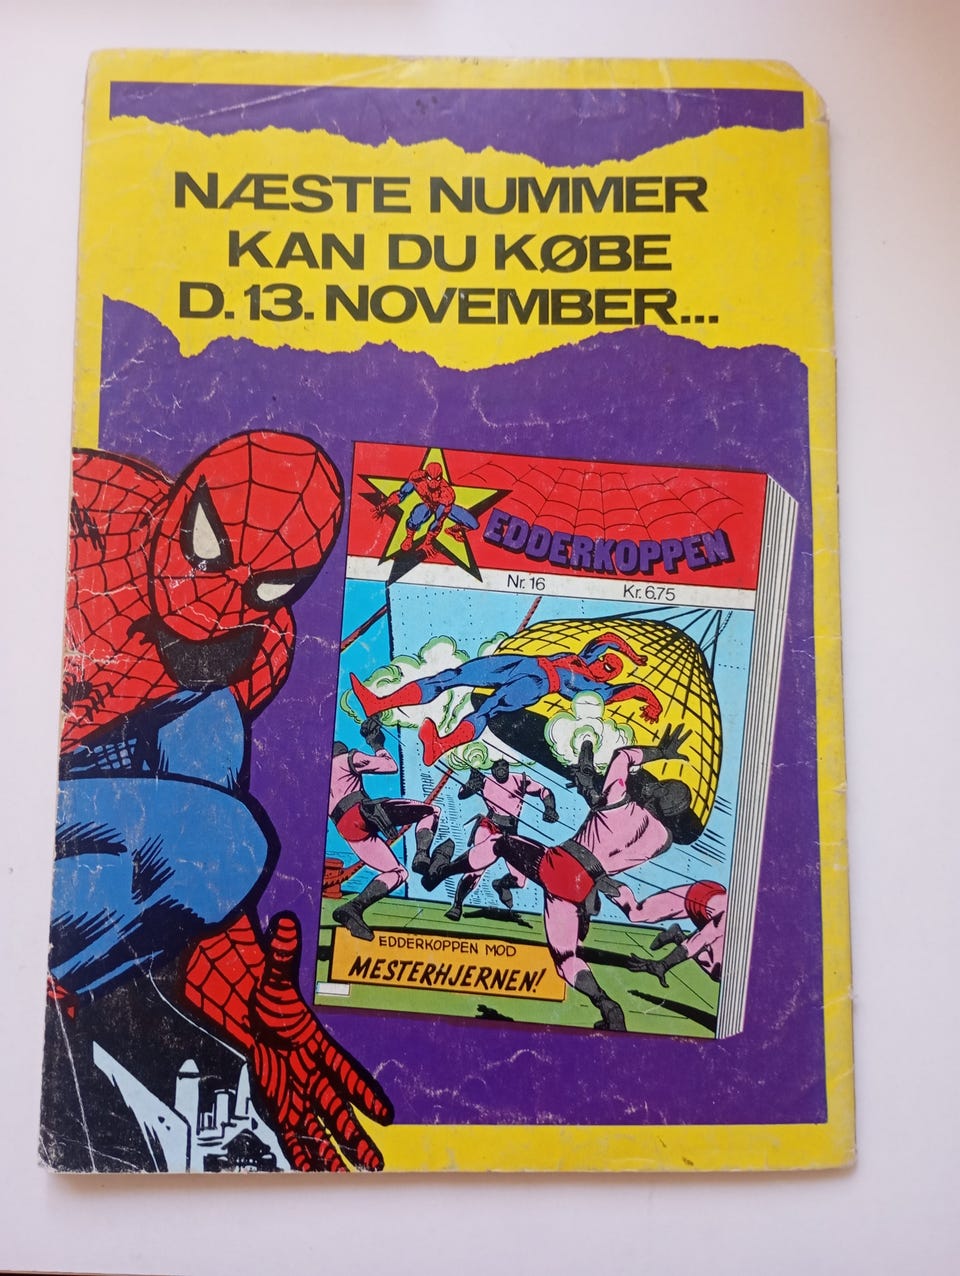 NÆSTE NUMMER
KAN DU KØBE
D. 13. NOVEMBER...
EDDERKOPPEN
Nr. 16 Kr. 6.75
EDDERKOPPEN MOD
MESTERHJERNEN!